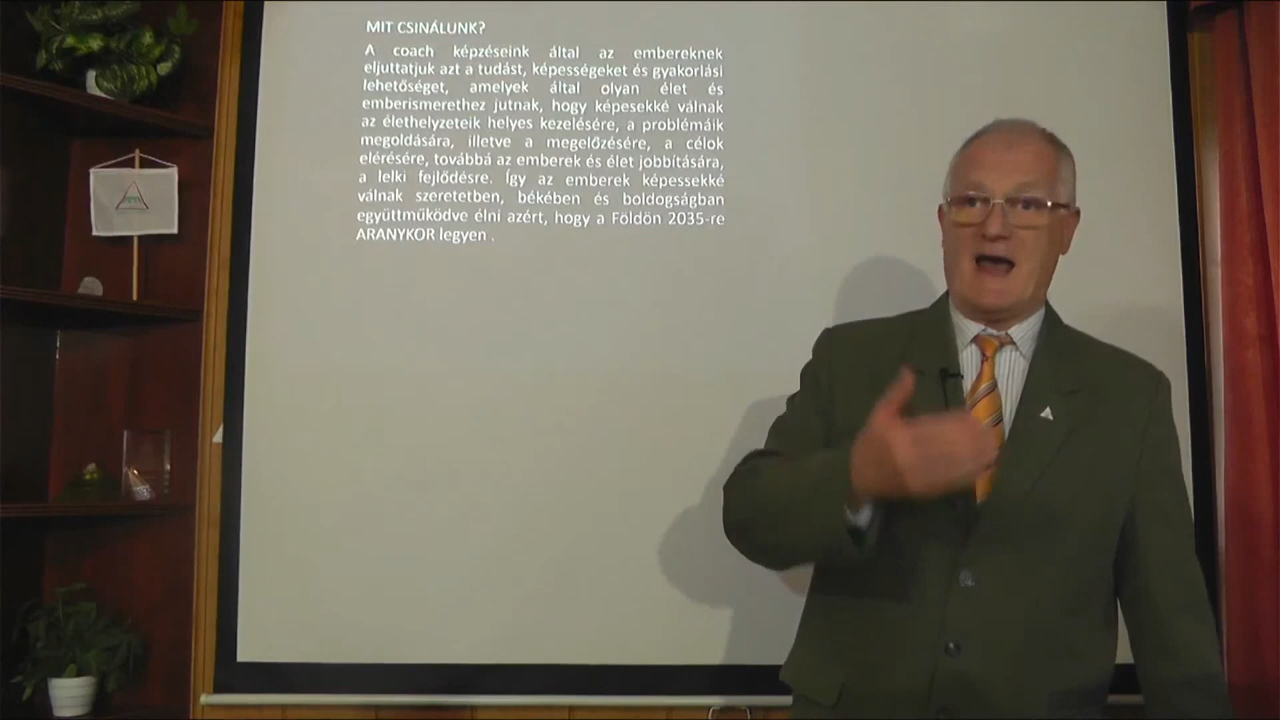 MIT CSINÁLUNK?
A coach képzéseink által az embereknek
eljuttatjuk azt a tudást, képességeket és gyakorlási
lehetőséget, amelyek által olyan élet és
emberismerethez jutnak, hogy képesekké válnak
az élethelyzeteik helyes kezelésére, a problémáik
megoldására, illetve a megelőzésére, a célok
elérésére, továbbá az emberek és élet jobbítására,
a lelki fejlődésre. Így az emberek képessekké
válnak szeretetben, békében és boldogságban
együttműködve élni azért, hogy a Földön 2035-re
ARANYKOR legyen .